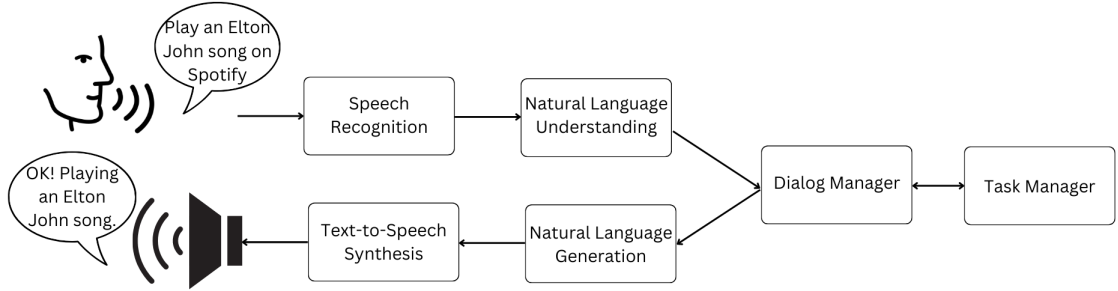 Play an Elton
John song on
Spotify
Speech
Recognition
Natural Language
Understanding
Dialog Manager
Task Manager
OK! Playing
an Elton
John song.
Text-to-Speech
Synthesis
Natural Language
Generation